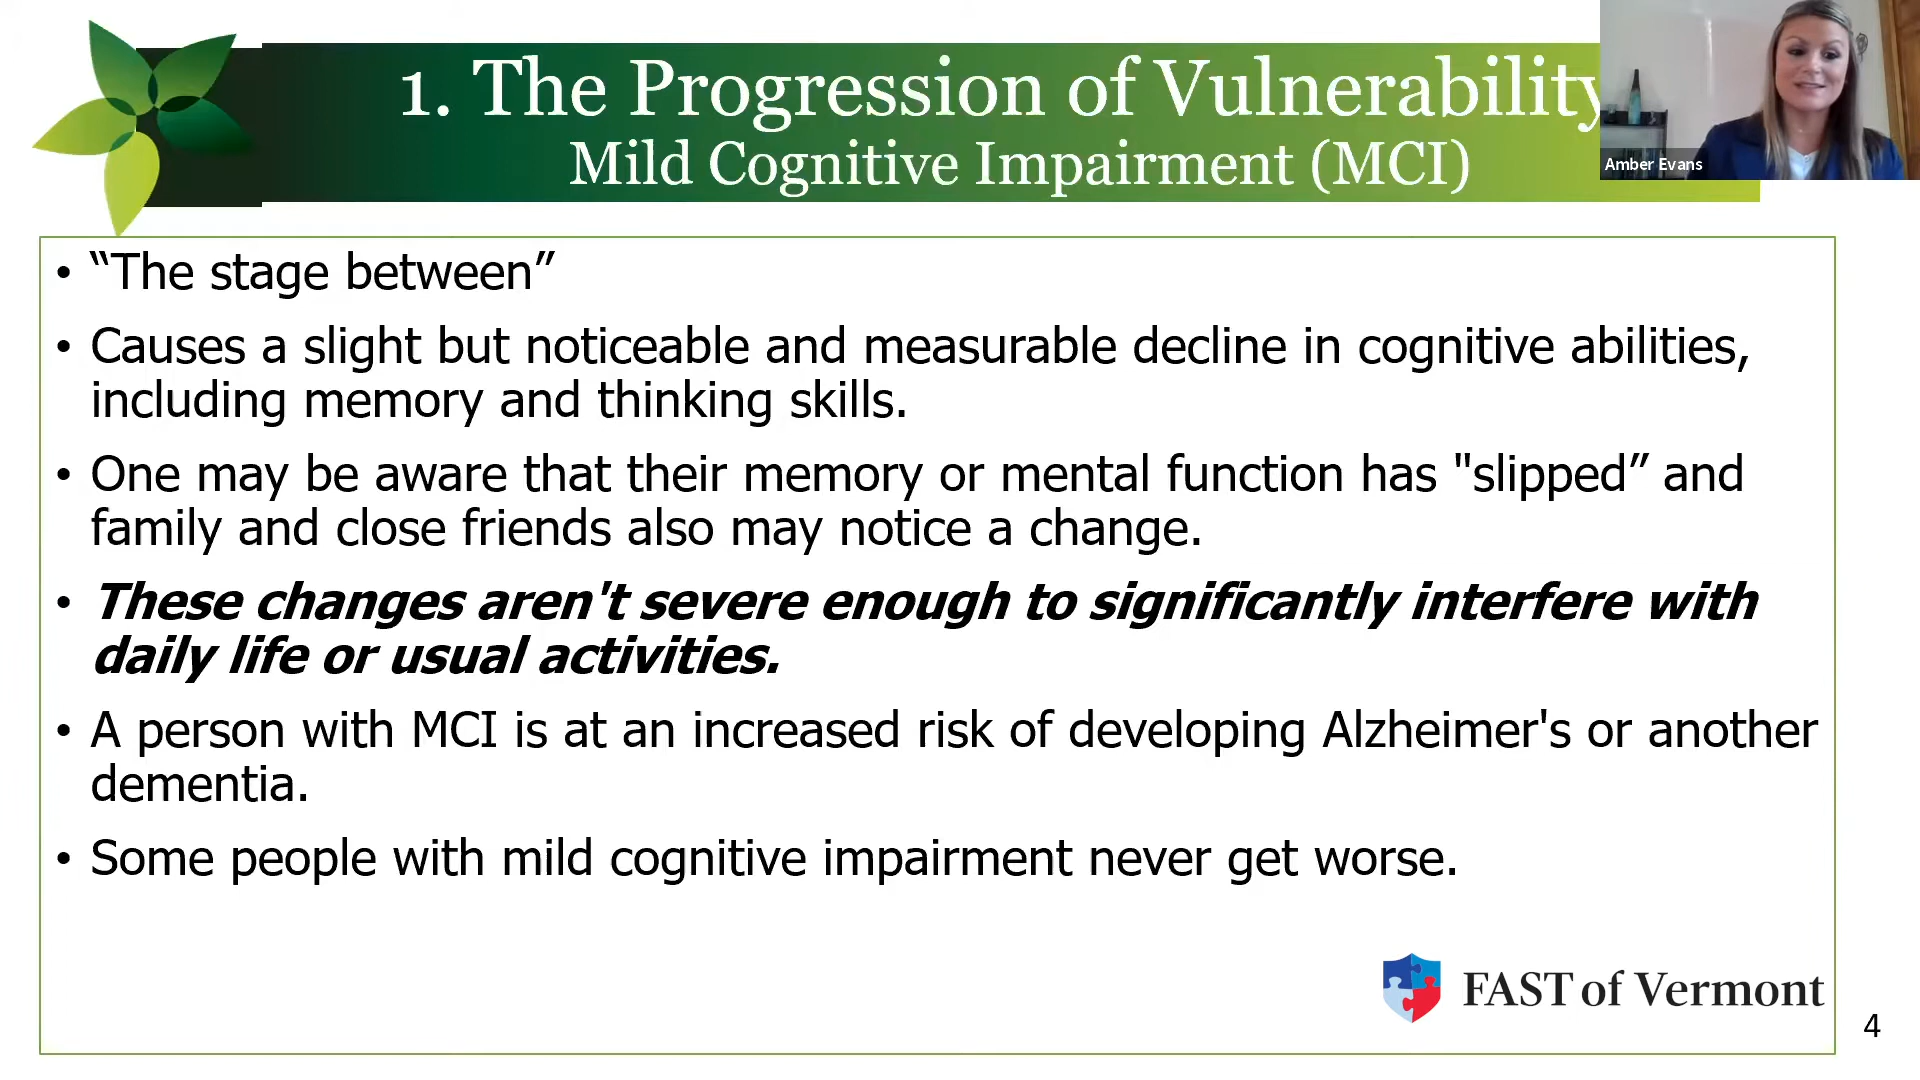 1. The Progression of Vulnerability
Mild Cognitive Impairment (MCI)
Amber Evans
• “The stage between”
• Causes a slight but noticeable and measurable decline in cognitive abilities,
including memory and thinking skills.
• One may be aware that their memory or mental function has "slipped” and
family and close friends also may notice a change.
• These changes aren't severe enough to significantly interfere with
daily life or usual activities.
• A person with MCI is at an increased risk of developing Alzheimer's or another
dementia.
• Some people with mild cognitive impairment never get worse.
FAST of Vermont
4